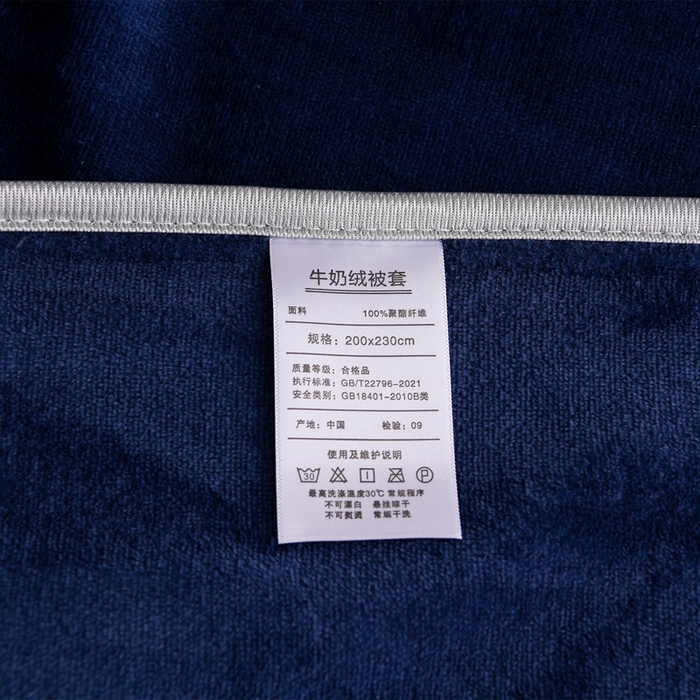 牛奶绒被套
面料 100%聚酯纤维
规格：200x230cm
质量等级：合格品
执行标准：GB/T22796-2021
安全类别：GB18401-2010B类
产地：中国 检验：09
使用及维护说明
30 P
最高洗涤温度30℃ 常规程序
不可漂白 悬挂晾干
不可熨烫 常规干洗